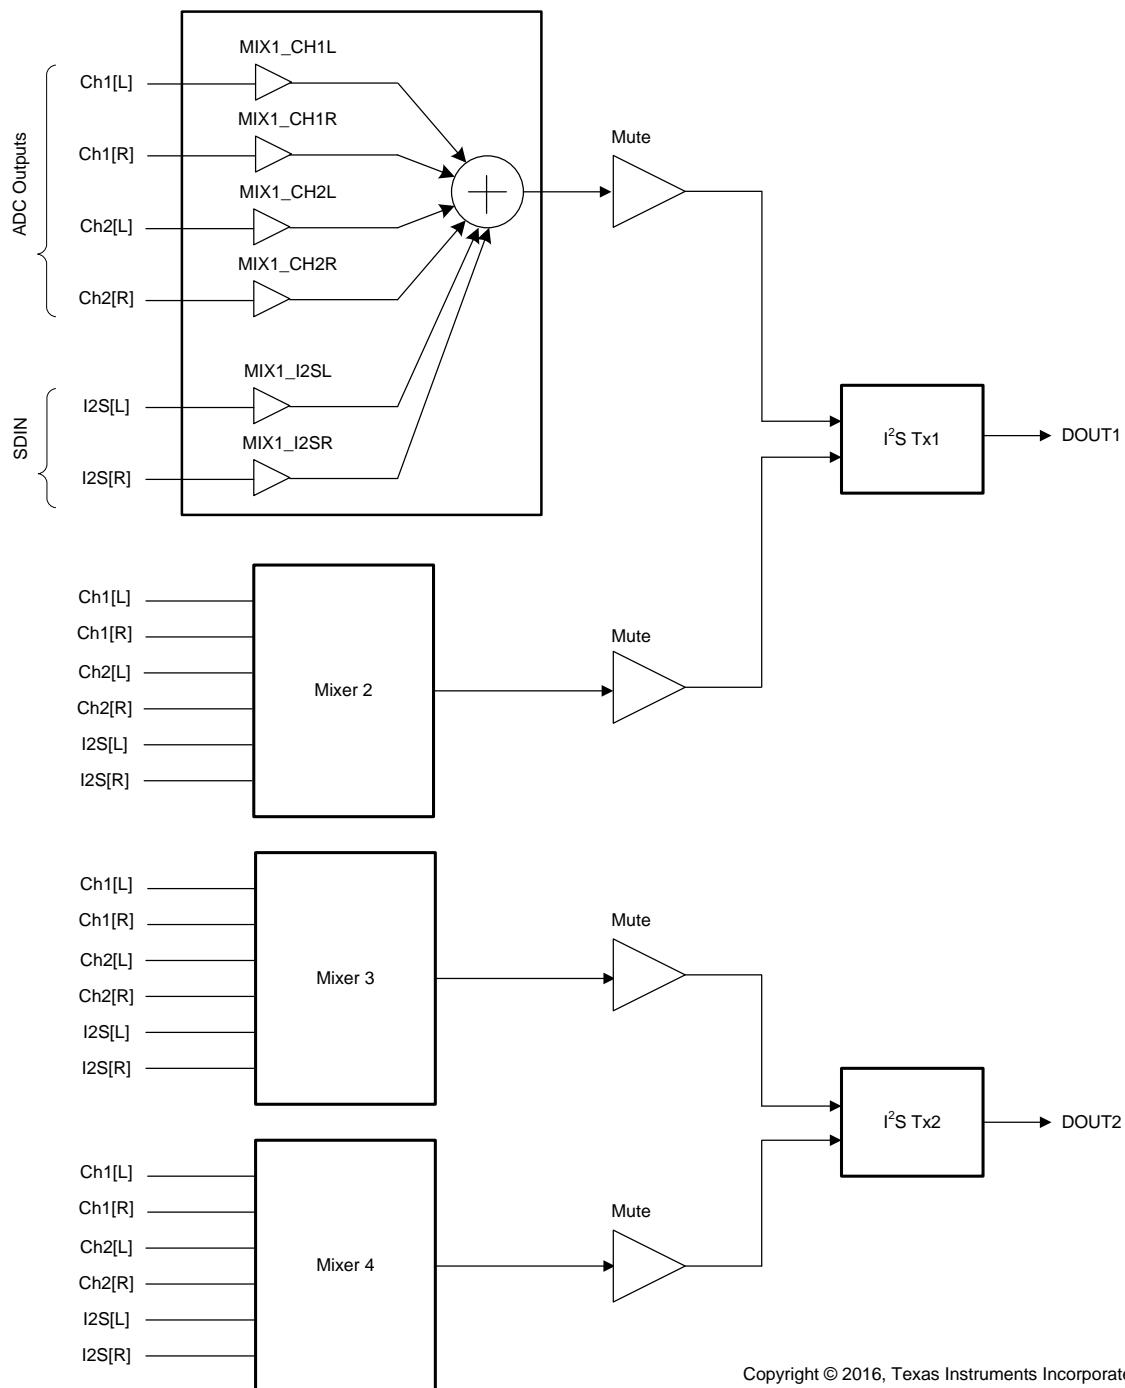 MIX1_CH1L
Ch1[L]
MIX1_CH1R
Ch1[R]
MIX1_CH2L
Ch2[L]
MIX1_CH2R
Ch2[R]
ADC Outputs
MIX1_I2SL
I2S[L]
MIX1_I2SR
I2S[R]
SDIN
Mute
I²S Tx1
DOUT1
Ch1[L]
Ch1[R]
Ch2[L]
Ch2[R]
I2S[L]
I2S[R]
Mixer 2
Mute
Ch1[L]
Ch1[R]
Ch2[L]
Ch2[R]
I2S[L]
I2S[R]
Mixer 3
Mute
I²S Tx2
DOUT2
Ch1[L]
Ch1[R]
Ch2[L]
Ch2[R]
I2S[L]
I2S[R]
Mixer 4
Mute
Copyright © 2016, Texas Instruments Incorporate